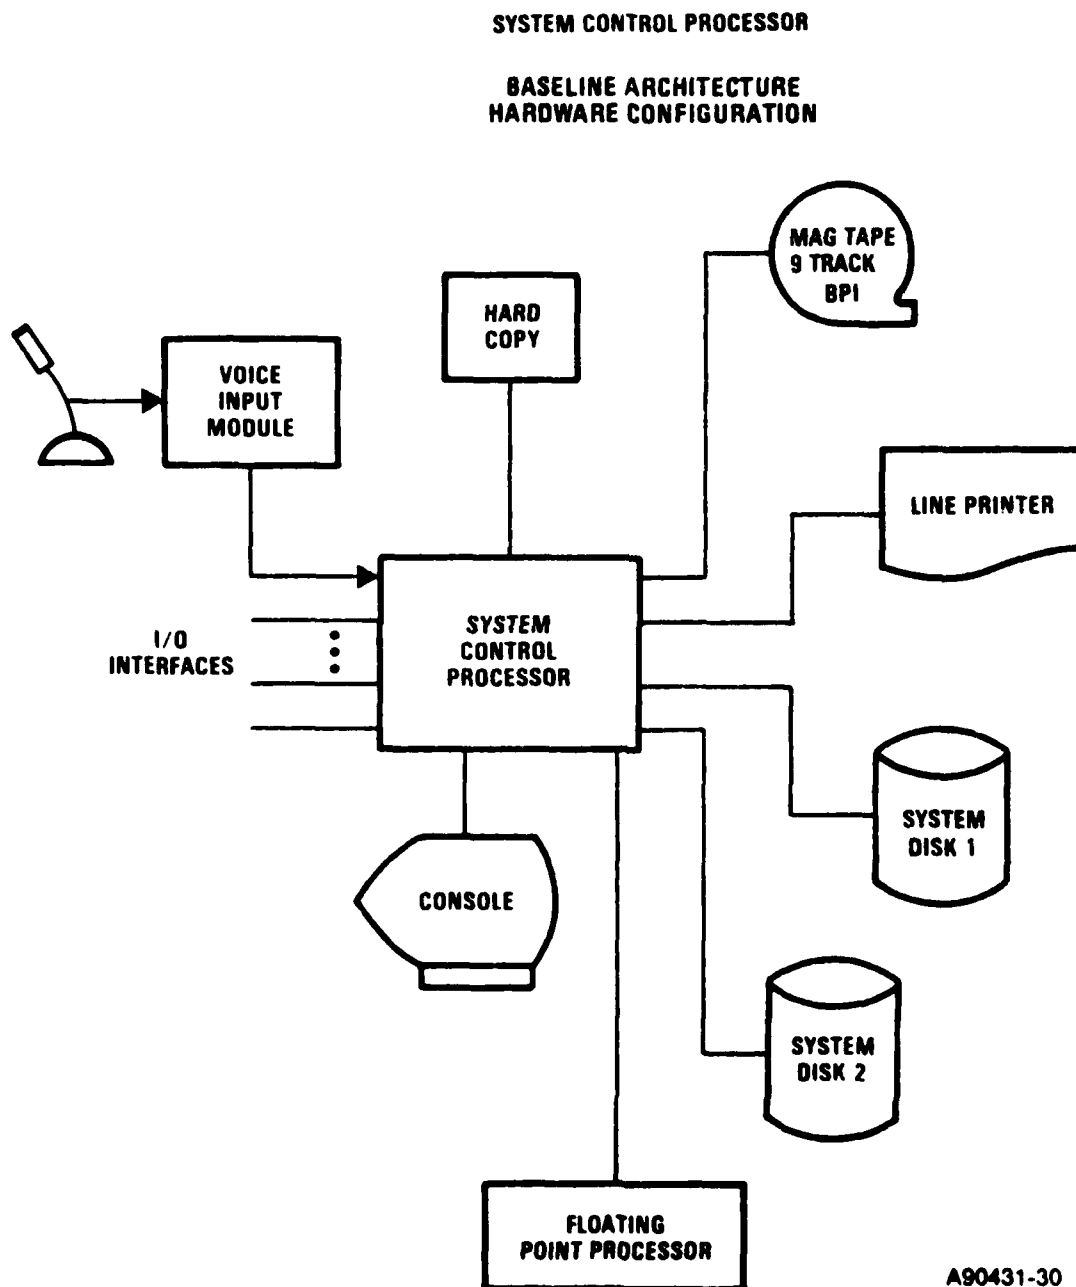 SYSTEM CONTROL PROCESSOR
BASELINE ARCHITECTURE
HARDWARE CONFIGURATION
MAG TAPE
9 TRACK
BPI
HARD
COPY
VOICE
INPUT
MODULE
LINE PRINTER
I/O
INTERFACES
SYSTEM
CONTROL
PROCESSOR
SYSTEM
DISK 1
CONSOLE
SYSTEM
DISK 2
FLOATING
POINT PROCESSOR
A90431-30